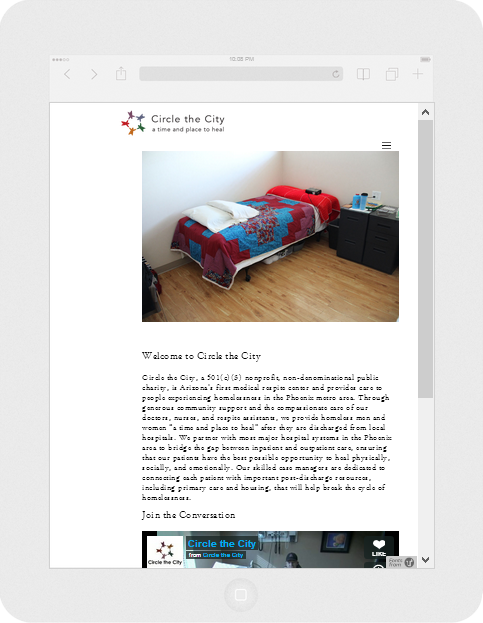 10:08 PM
Circle the City
a time and place to heal
Welcome to Circle the City
Circle the City, a 501(c)(3) nonprofit, non-denominational public
charity, is Arizona's first medical respite center and provides care to
people experiencing homelessness in the Phoenix metro area. Through
generous community support and the compassionate care of our
doctors, nurses, and respite assistants, we provide homeless men and
women "a time and place to heal" after they are discharged from local
hospitals. We partner with most major hospital systems in the Phoenix
area to bridge the gap between inpatient and outpatient care, ensuring
that our patients have the best possible opportunity to heal physically,
socially, and emotionally. Our skilled case managers are dedicated to
connecting each patient with important post-discharge resources,
including primary care and housing, that will help break the cycle of
homelessness.
Join the Conversation
Circle the City
from Circle the City
LIKE
Circle the City
Fonts
from